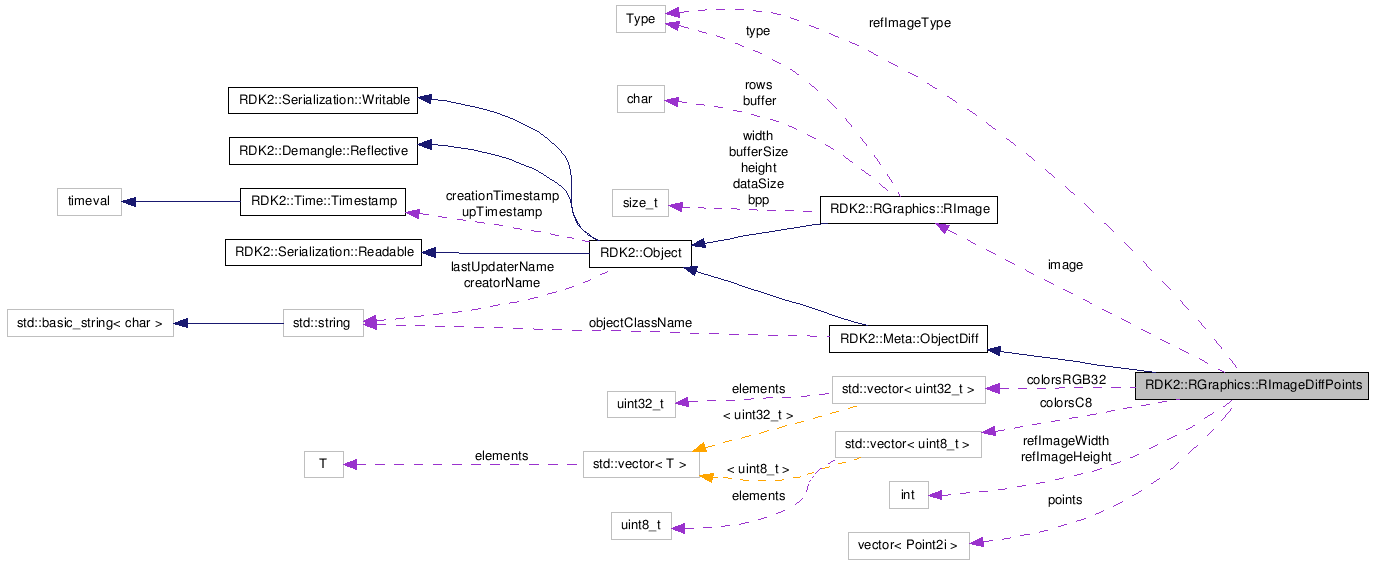 Type
refImageType
type
RDK2::Serialization::Writable
char
rows
buffer
RDK2::Demangle::Reflective
width
bufferSize
height
dataSize
bpp
timeval
RDK2::Time::Timestamp
creationTimestamp
upTimestamp
size_t
RDK2::RGraphics::RImage
RDK2::Serialization::Readable
RDK2::Object
lastUpdaterName
creatorName
image
std::basic_string< char >
std::string
objectClassName
RDK2::Meta::ObjectDiff
RDK2::RGraphics::RImageDiffPoints
colorsRGB32
elements
std::vector< uint32_t >
uint32_t
colorsC8
< uint32_t >
std::vector< uint8_t >
refImageWidth
refImageHeight
T
elements
std::vector< T >
< uint8_t >
elements
int
points
uint8_t
vector< Point2i >